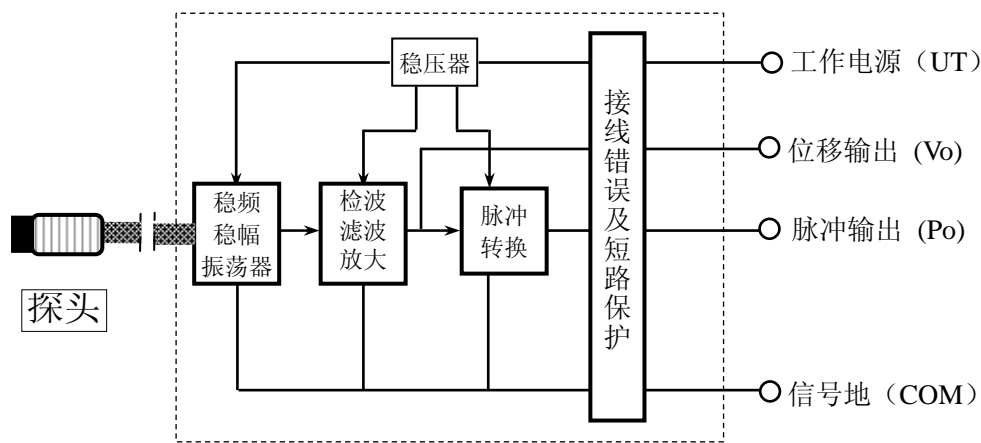 稳压器
工作电源（UT）
位移输出 (Vo)
稳频
稳幅
振荡器
检波
滤波
放大
脉冲
转换
接线错误及短路保护
脉冲输出 (Po)
探头
信号地（COM）